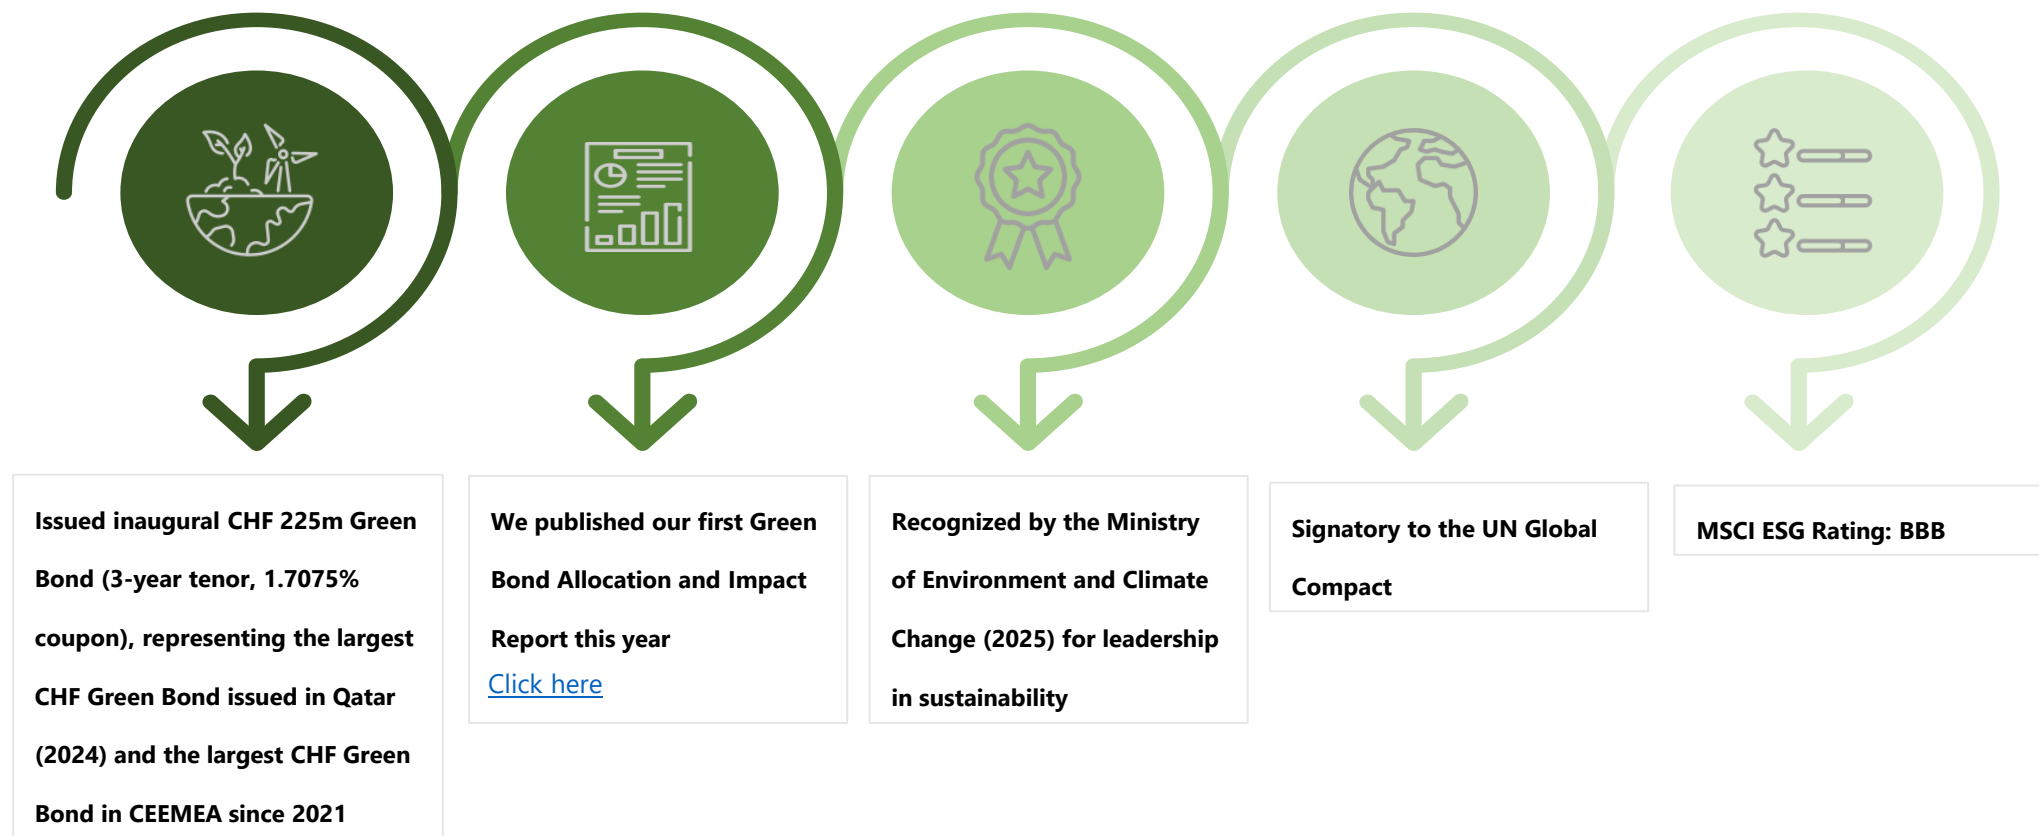 Issued inaugural CHF 225m Green
Bond (3-year tenor, 1.7075%
coupon), representing the largest
CHF Green Bond issued in Qatar
(2024) and the largest CHF Green
Bond in CEEMEA since 2021
We published our first Green
Bond Allocation and Impact
Report this year
Click here
Recognized by the Ministry
of Environment and Climate
Change (2025) for leadership
in sustainability
Signatory to the UN Global
Compact
MSCI ESG Rating: BBB